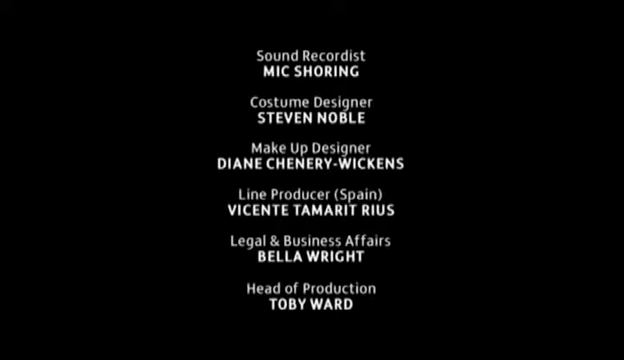 Sound Recordist
MIC SHORING
Costume Designer
STEVEN NOBLE
Make Up Designer
DIANE CHENERY-WICKENS
Line Producer (Spain)
VICENTE TAMARIT RIUS
Legal & Business Affairs
BELLA WRIGHT
Head of Production
TOBY WARD